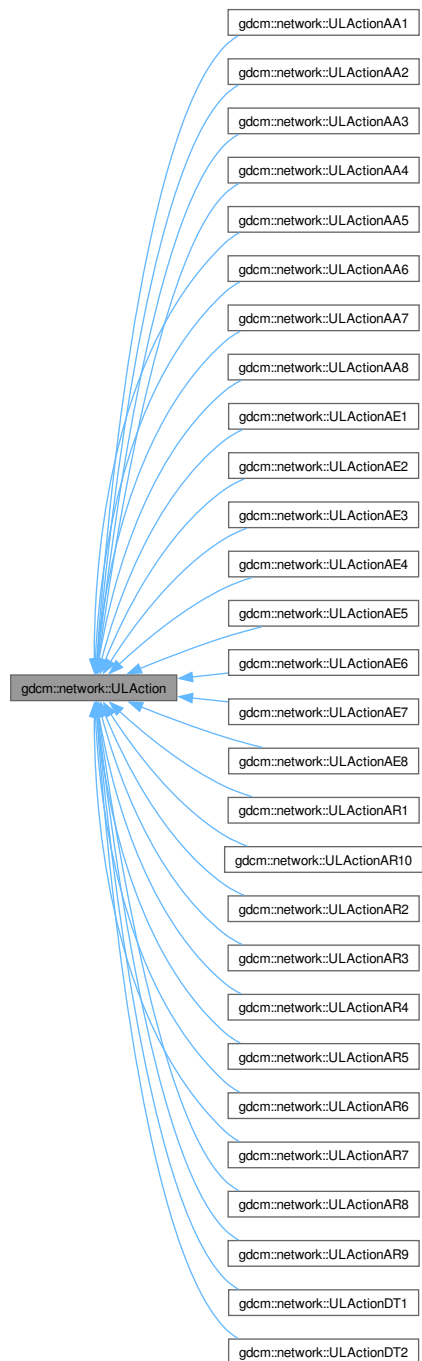 gdcm::network::ULActionAA1
gdcm::network::ULActionAA2
gdcm::network::ULActionAA3
gdcm::network::ULActionAA4
gdcm::network::ULActionAA5
gdcm::network::ULActionAA6
gdcm::network::ULActionAA7
gdcm::network::ULActionAA8
gdcm::network::ULActionAE1
gdcm::network::ULActionAE2
gdcm::network::ULActionAE3
gdcm::network::ULActionAE4
gdcm::network::ULActionAE5
gdcm::network::ULActionAE6
gdcm::network::ULAction
gdcm::network::ULActionAE7
gdcm::network::ULActionAE8
gdcm::network::ULActionAR1
gdcm::network::ULActionAR10
gdcm::network::ULActionAR2
gdcm::network::ULActionAR3
gdcm::network::ULActionAR4
gdcm::network::ULActionAR5
gdcm::network::ULActionAR6
gdcm::network::ULActionAR7
gdcm::network::ULActionAR8
gdcm::network::ULActionAR9
gdcm::network::ULActionDT1
gdcm::network::ULActionDT2